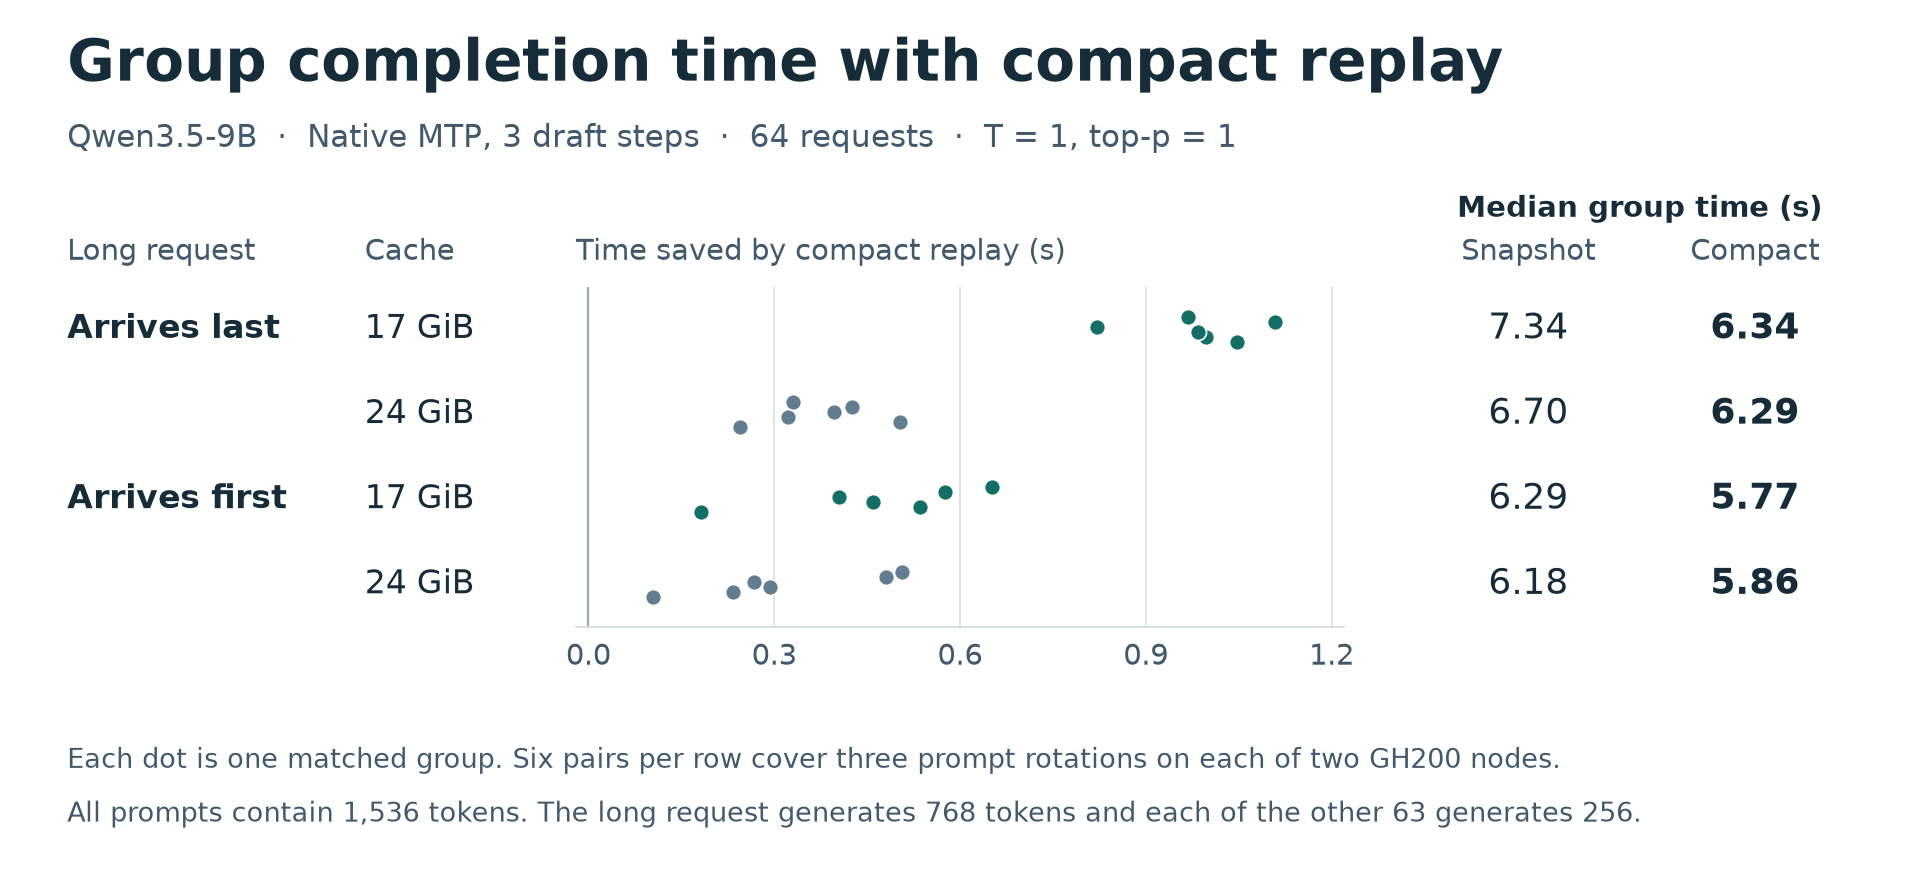 Group completion time with compact replay
Qwen3.5-9B · Native MTP, 3 draft steps · 64 requests · T = 1, top-p = 1
Median group time (s)
Long request Cache Time saved by compact replay (s) Snapshot Compact
Arrives last 17 GiB 7.34 6.34
24 GiB 6.70 6.29
Arrives first 17 GiB 6.29 5.77
24 GiB 6.18 5.86
0.0 0.3 0.6 0.9 1.2
Each dot is one matched group. Six pairs per row cover three prompt rotations on each of two GH200 nodes.
All prompts contain 1,536 tokens. The long request generates 768 tokens and each of the other 63 generates 256.